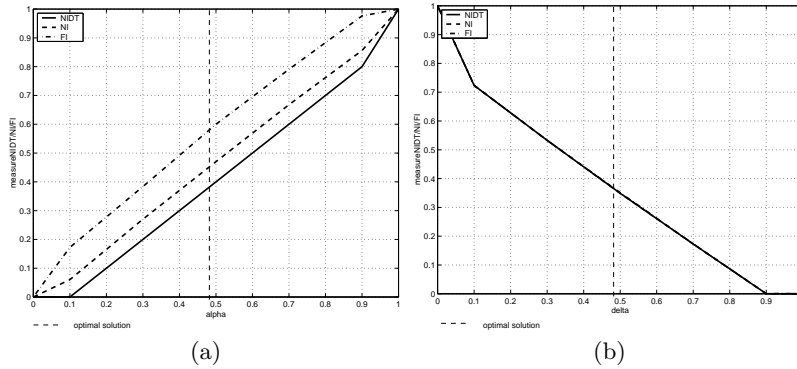 1
0.9
0.8
0.7
0.6
0.5
0.4
0.3
0.2
0.1
0
measureNIDT/NI/FI
NIDT
NI
FI
0 0.1 0.2 0.3 0.4 0.5 0.6 0.7 0.8 0.9 1
alpha
optimal solution
(a)
1
0.9
0.8
0.7
0.6
0.5
0.4
0.3
0.2
0.1
0
measureNIDT/NI/FI
NIDT
NI
FI
0 0.1 0.2 0.3 0.4 0.5 0.6 0.7 0.8 0.9
delta
optimal solution
(b)